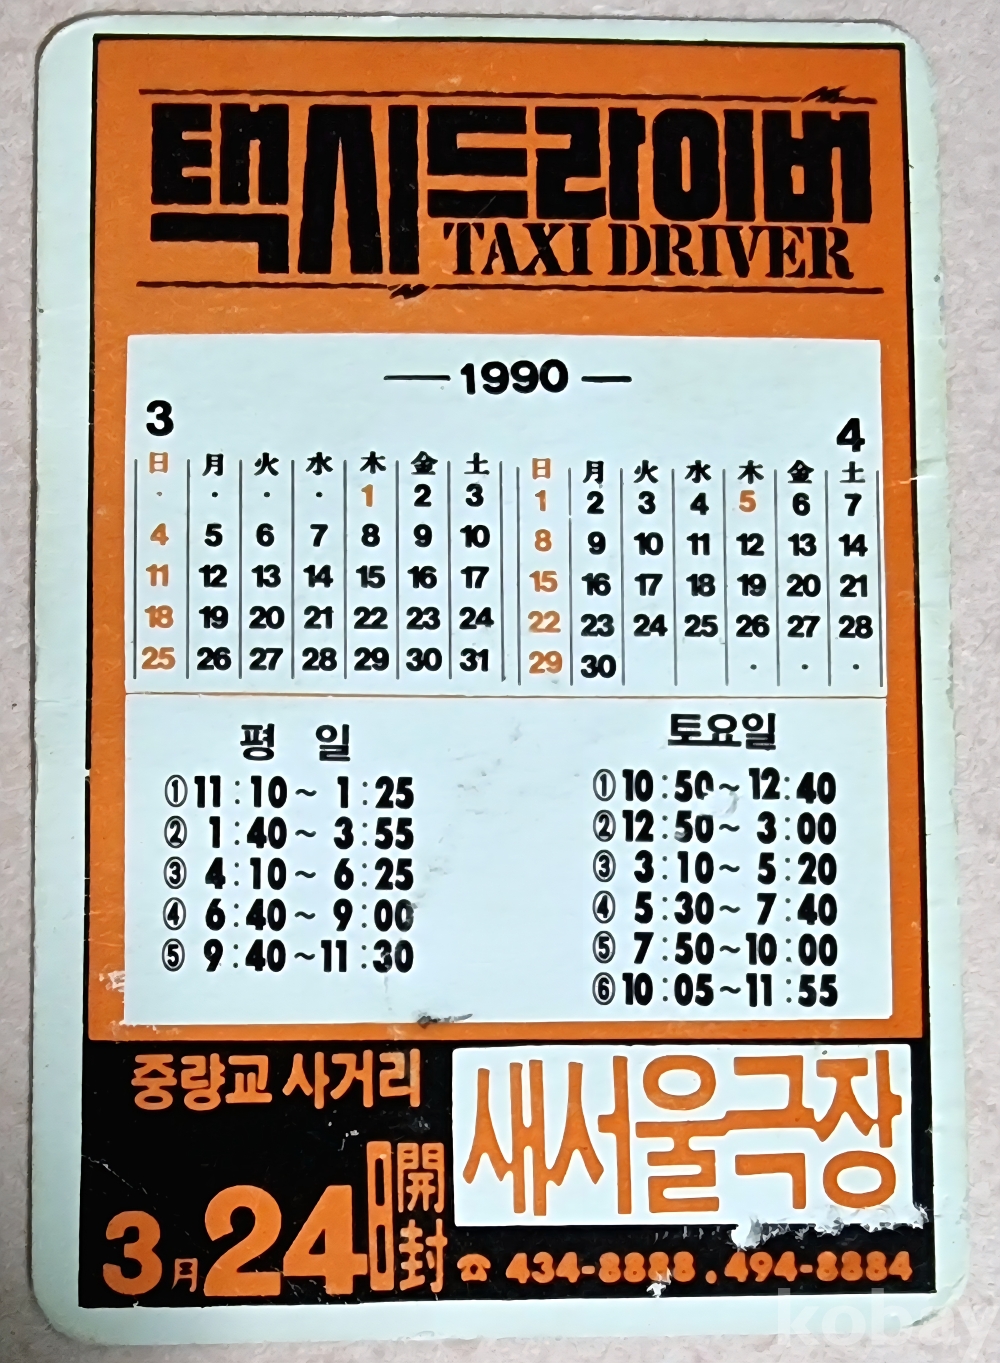 택시드라이버
TAXI DRIVER
1990
3
日 月 火 水 木 金 土
· · · · 1 2 3
4 5 6 7 8 9 10
11 12 13 14 15 16 17
18 19 20 21 22 23 24
25 26 27 28 29 30 31
4
日 月 火 水 木 金 土
1 2 3 4 5 6 7
8 9 10 11 12 13 14
15 16 17 18 19 20 21
22 23 24 25 26 27 28
29 30 · · ·
평 일
① 11:10~1:25
② 1:40~3:55
③ 4:10~6:25
④ 6:40~9:00
⑤ 9:40~11:30
토요일
① 10:50~12:40
② 12:50~3:00
③ 3:10~5:20
④ 5:30~7:40
⑤ 7:50~10:00
⑥ 10:05~11:55
중량교 사거리
3月 24日 開封
새서울극장
☎ 434-8888.494-8884
kobay